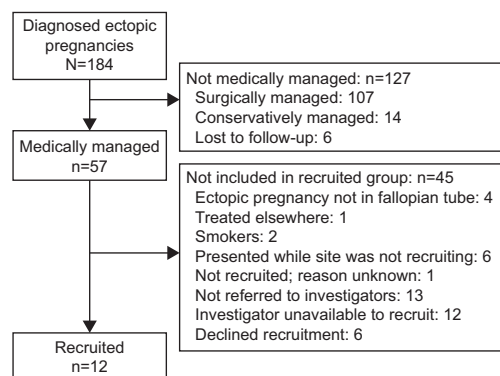 Diagnosed ectopic
pregnancies
N=184
Not medically managed: n=127
Surgically managed: 107
Conservatively managed: 14
Lost to follow-up: 6
Medically managed
n=57
Not included in recruited group: n=45
Ectopic pregnancy not in fallopian tube: 4
Treated elsewhere: 1
Smokers: 2
Presented while site was not recruiting: 6
Not recruited; reason unknown: 1
Not referred to investigators: 13
Investigator unavailable to recruit: 12
Declined recruitment: 6
Recruited
n=12